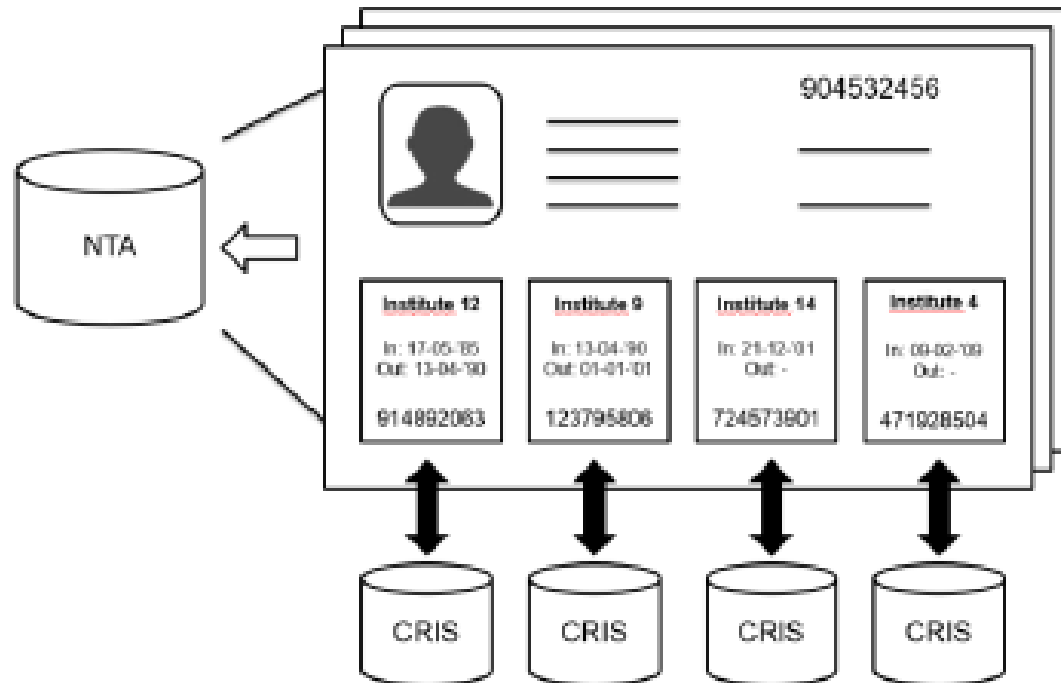 904532456
NTA
Institute 12
In: 17-05-'85
Out: 13-04-'90
914892063
Institute 9
In: 13-04-'90
Out: 01-01-'01
123795806
Institute 14
In: 21-12-'01
Out: -
724573901
Institute 4
In: 09-02-'09
Out: -
471928504
CRIS
CRIS
CRIS
CRIS